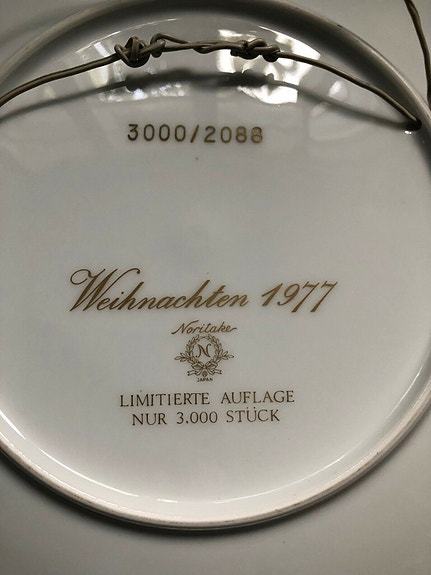 3000/2088
Weihnachten 1977
Noritake
N
JAPAN
LIMITIERTE AUFLAGE
NUR 3.000 STÜCK